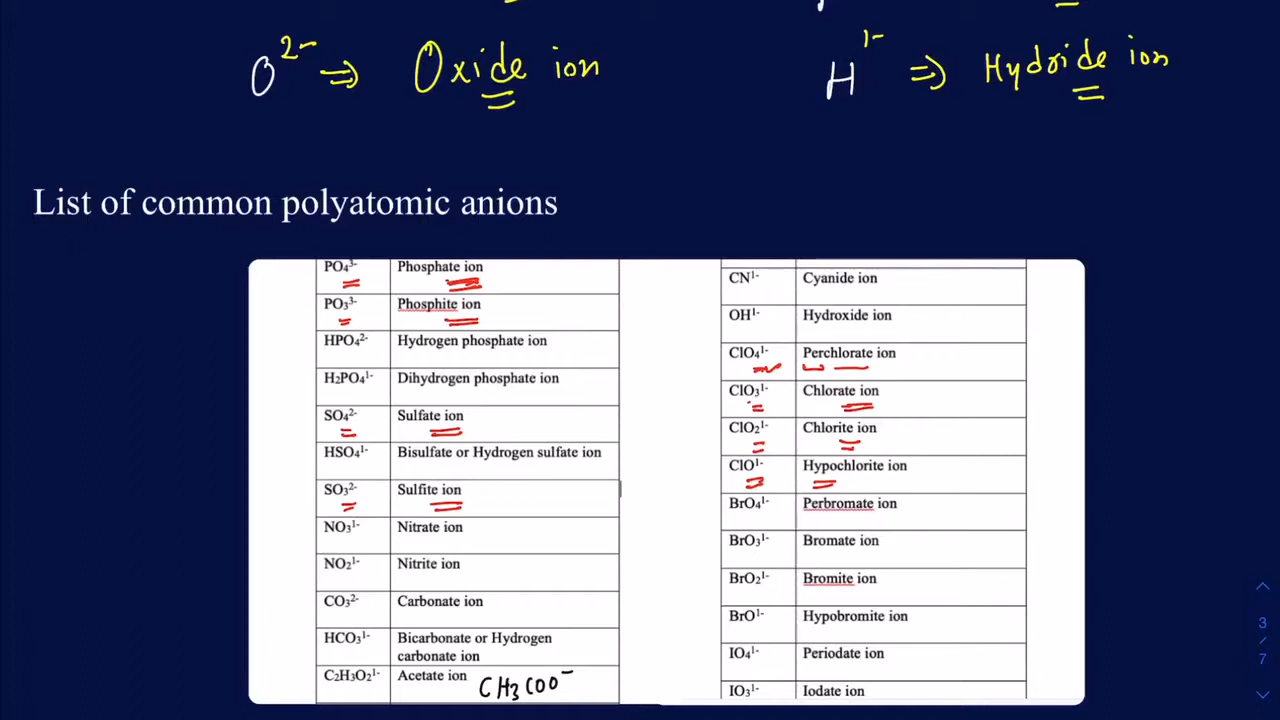 O²⁻ ⇒ Oxide ion
H¹⁻ ⇒ Hydride ion
List of common polyatomic anions
PO₄³⁻ Phosphate ion
PO₃³⁻ Phosphite ion
HPO₄²⁻ Hydrogen phosphate ion
H₂PO₄¹⁻ Dihydrogen phosphate ion
SO₄²⁻ Sulfate ion
HSO₄¹⁻ Bisulfate or Hydrogen sulfate ion
SO₃²⁻ Sulfite ion
NO₃¹⁻ Nitrate ion
NO₂¹⁻ Nitrite ion
CO₃²⁻ Carbonate ion
HCO₃¹⁻ Bicarbonate or Hydrogen
carbonate ion
C₂H₃O₂¹⁻ Acetate ion CH₃COO⁻
CN¹⁻ Cyanide ion
OH¹⁻ Hydroxide ion
ClO₄¹⁻ Perchlorate ion
ClO₃¹⁻ Chlorate ion
ClO₂¹⁻ Chlorite ion
ClO¹⁻ Hypochlorite ion
BrO₄¹⁻ Perbromate ion
BrO₃¹⁻ Bromate ion
BrO₂¹⁻ Bromite ion
BrO¹⁻ Hypobromite ion
IO₄¹⁻ Periodate ion
IO₃¹⁻ Iodate ion
3
/
7